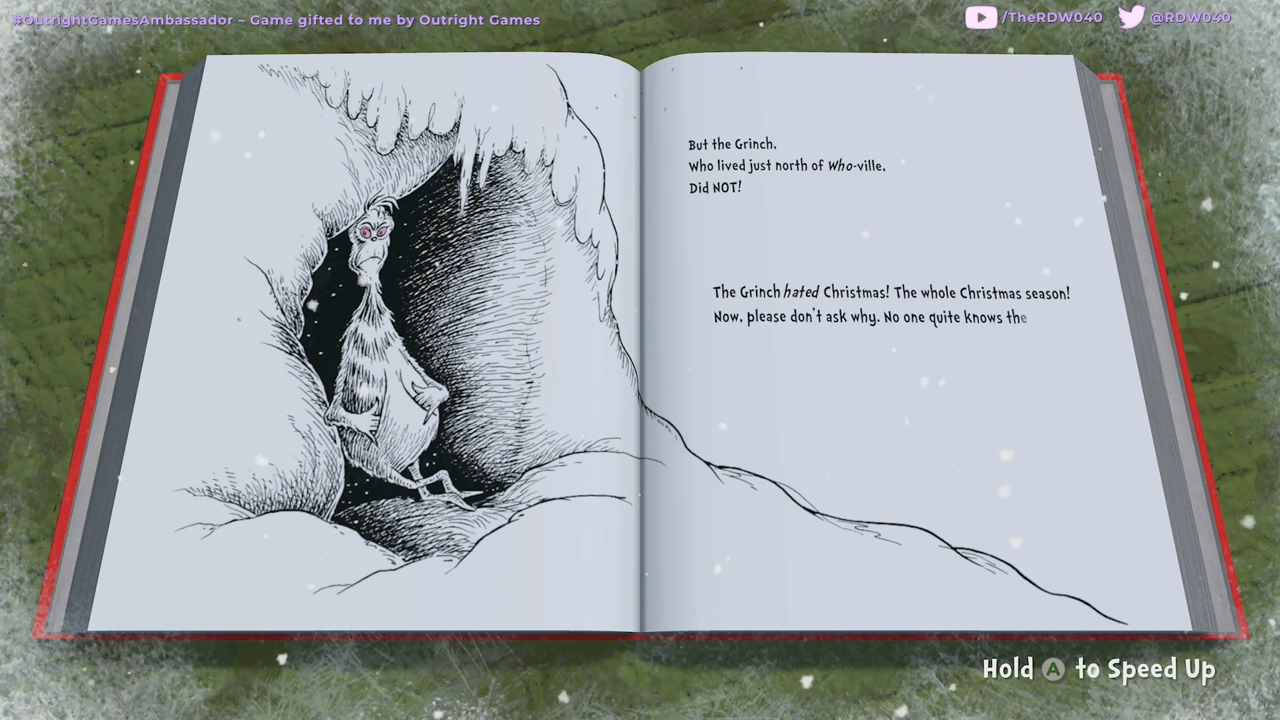 #OutrightGamesAmbassador – Game gifted to me by Outright Games
/TheRDW040
@RDW040
But the Grinch,
Who lived just north of Who-ville,
Did NOT!
The Grinch hated Christmas! The whole Christmas season!
Now, please don't ask why. No one quite knows the
Hold A to Speed Up